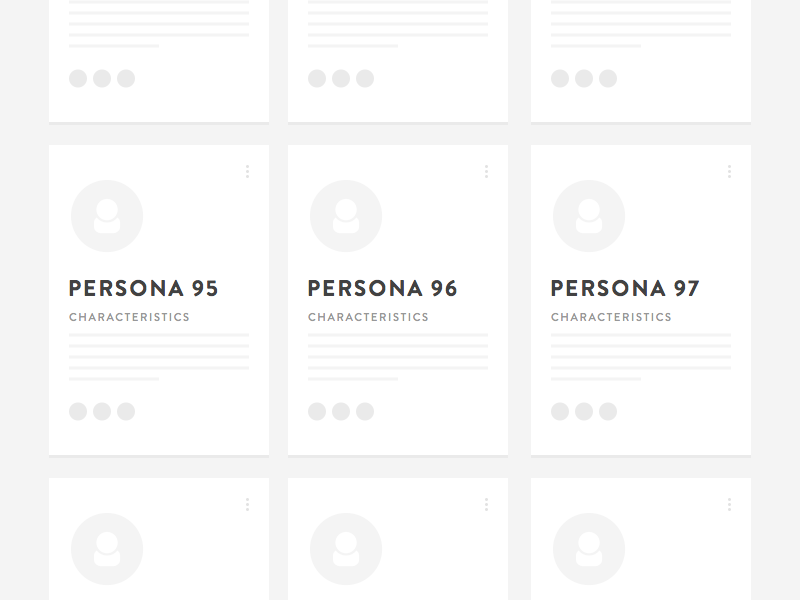 PERSONA 95
CHARACTERISTICS
PERSONA 96
CHARACTERISTICS
PERSONA 97
CHARACTERISTICS